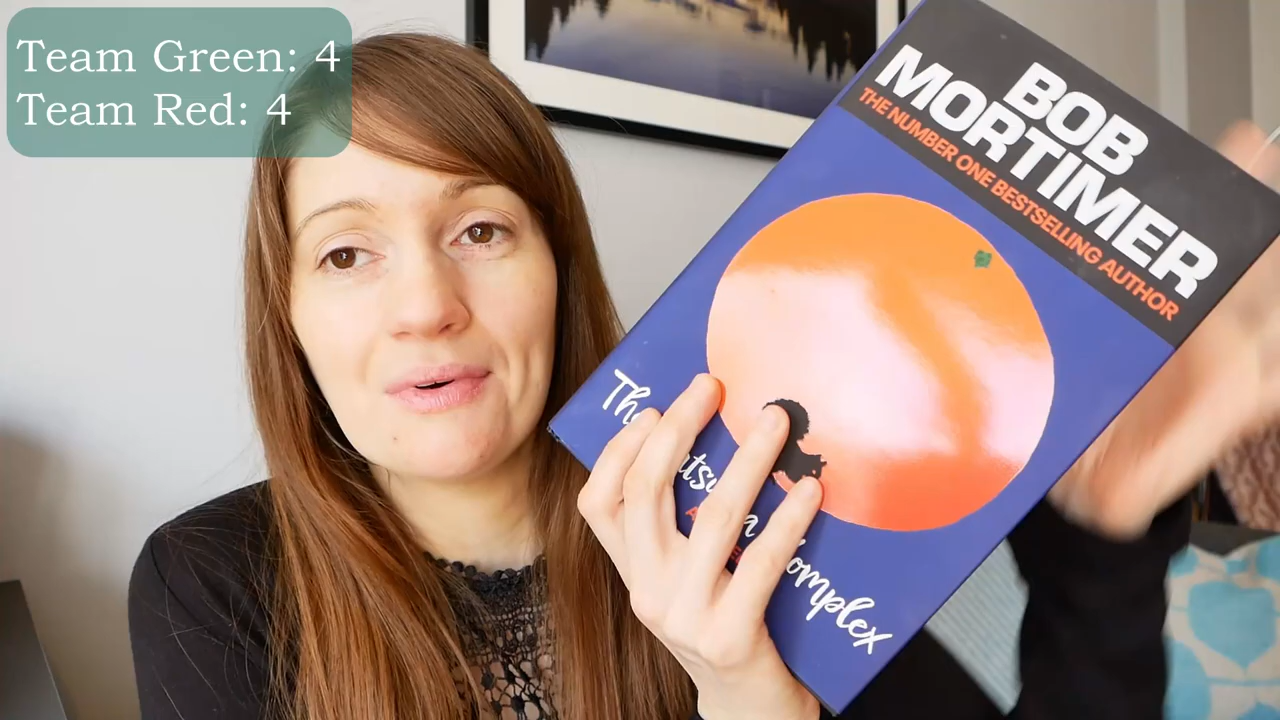 Team Green: 4
Team Red: 4
BOB
MORTIMER
THE NUMBER ONE BESTSELLING AUTHOR